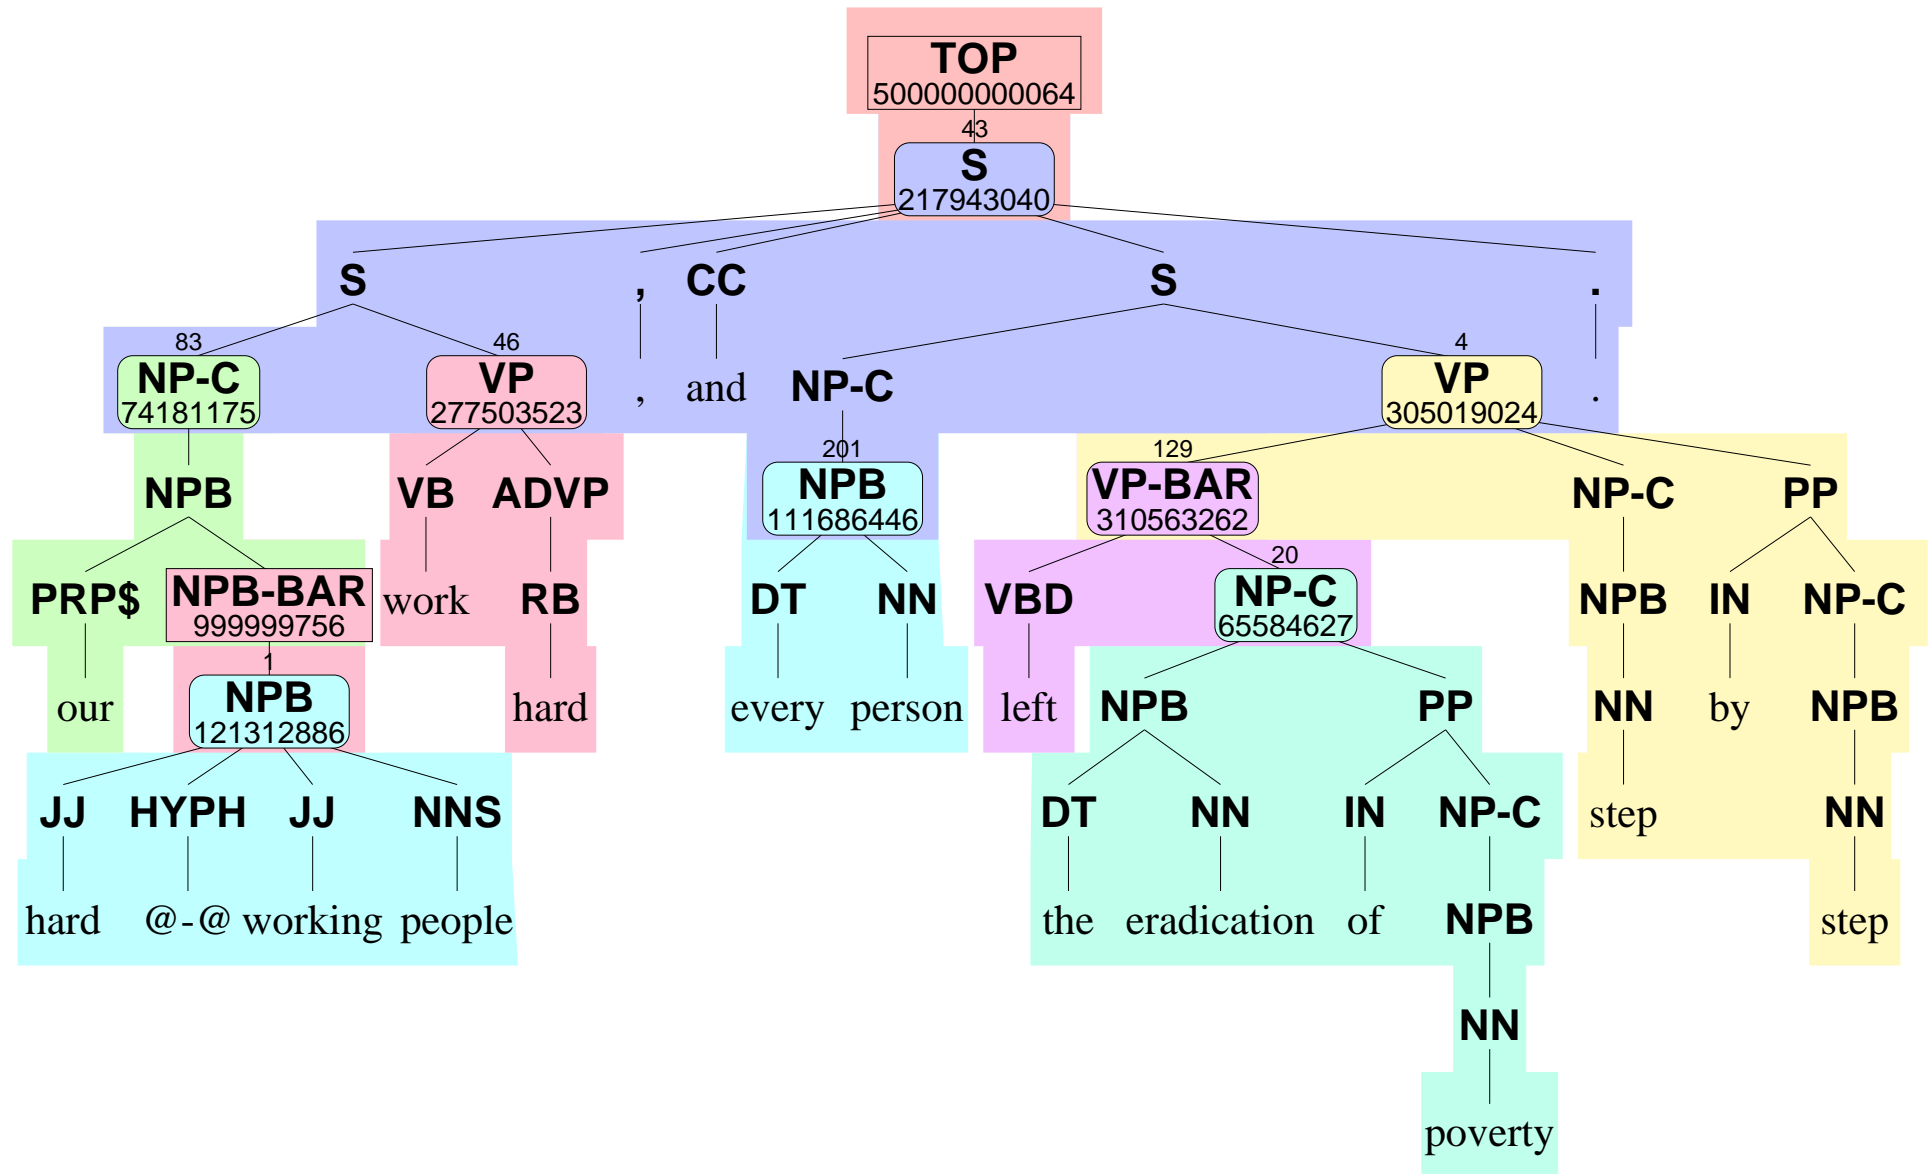 TOP
500000000064
43
S
217943040
S , CC S .
83 46 4
NP-C VP , and NP-C VP .
74181175 277503523 305019024
201 129
NPB VB ADVP NPB VP-BAR NP-C PP
111686446 310563262
1 20
PRP$ NPB-BAR work RB DT NN VBD NP-C NPB IN NP-C
999999756 65584627
our NPB hard every person left NPB PP NN by NPB
121312886
JJ HYPH JJ NNS DT NN IN NP-C step NN
hard @-@ working people the eradication of NPB step
NN
poverty